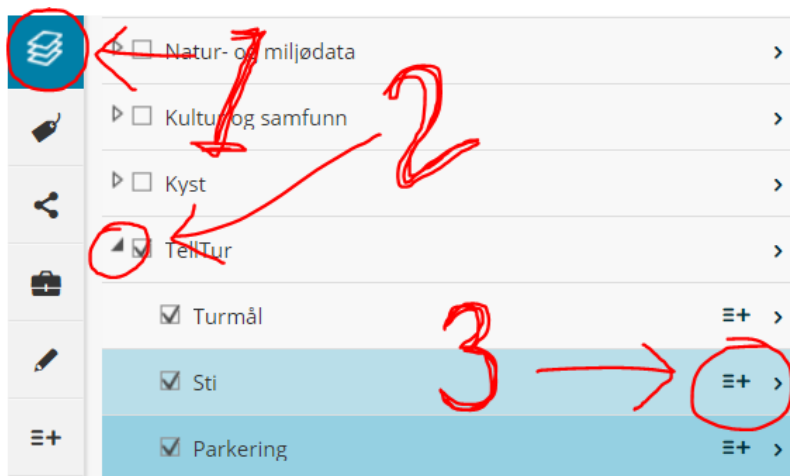 1
Natur- og miljødata
2
Kultur og samfunn
Kyst
TellTur
Turmål
3
Sti
Parkering